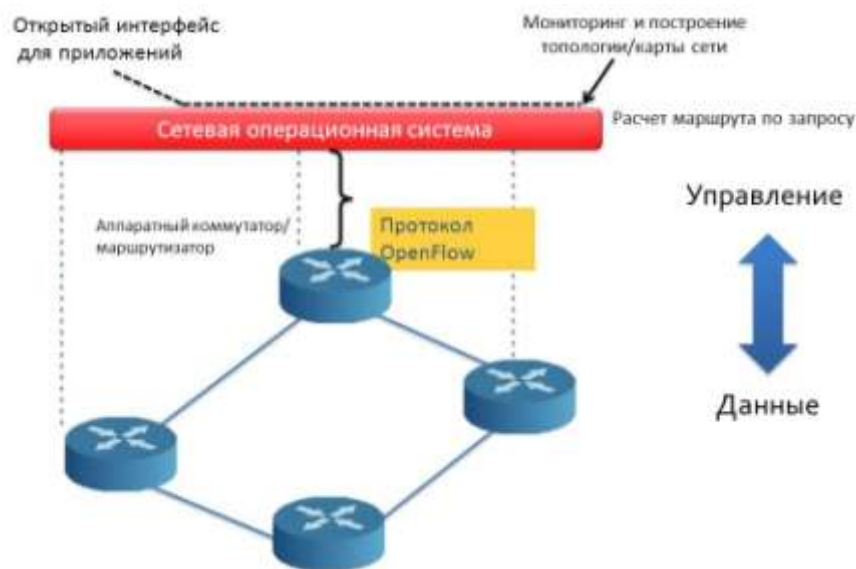 Открытый интерфейс
для приложений
Мониторинг и построение
топологии/карты сети
Сетевая операционная система
Расчет маршрута по запросу
Аппаратный коммутатор/
маршрутизатор
Протокол
OpenFlow
Управление
Данные